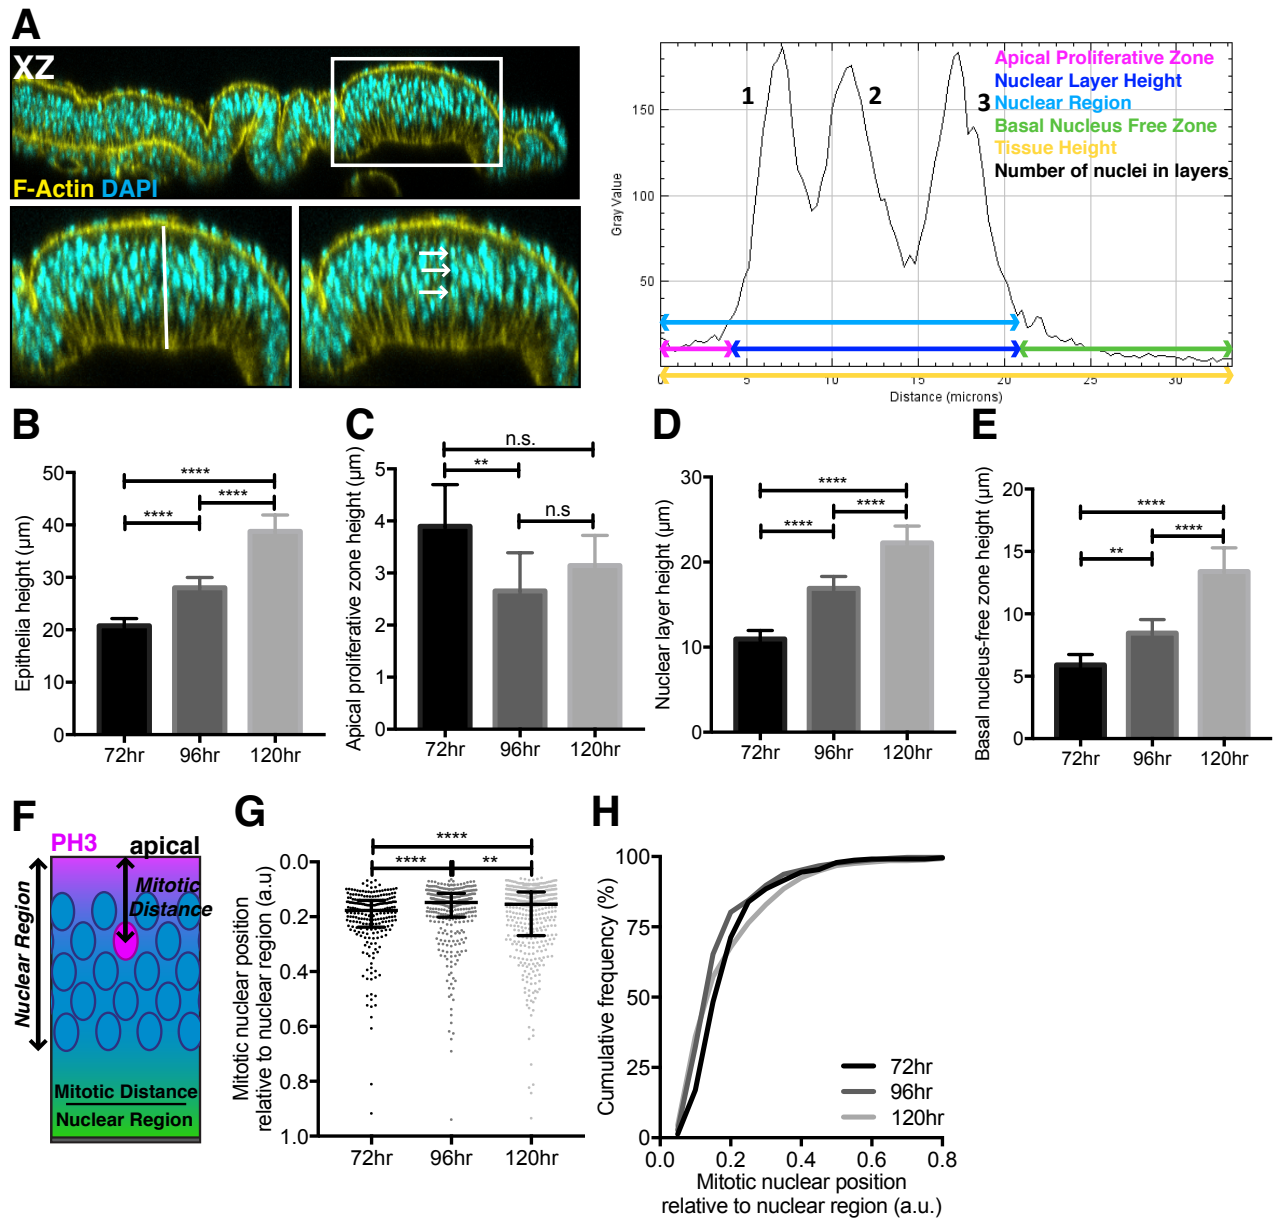 A
XZ
F-Actin DAPI
Gray Value
150
100
50
1
2
3
Apical Proliferative Zone
Nuclear Layer Height
Nuclear Region
Basal Nucleus Free Zone
Tissue Height
Number of nuclei in layers
0 5 10 15 20 25 30
Distance (microns)
B
Epithelia height (µm)
50
40
30
20
10
0
****
****
****
72hr 96hr 120hr
C
Apical proliferative zone height (µm)
5
4
3
2
1
0
n.s.
**
n.s
72hr 96hr 120hr
D
Nuclear layer height (µm)
30
20
10
0
****
****
****
72hr 96hr 120hr
E
Basal nucleus-free zone height (µm)
20
15
10
5
0
****
****
**
72hr 96hr 120hr
F
PH3
apical
Nuclear Region
Mitotic
Distance
Mitotic Distance
Nuclear Region
G
Mitotic nuclear position
relative to nuclear region (a.u)
0.0
0.2
0.4
0.6
0.8
1.0
****
**** **
72hr 96hr 120hr
H
Cumulative frequency (%)
100
75
50
25
0
72hr
96hr
120hr
0.0 0.2 0.4 0.6 0.8
Mitotic nuclear position
relative to nuclear region (a.u.)